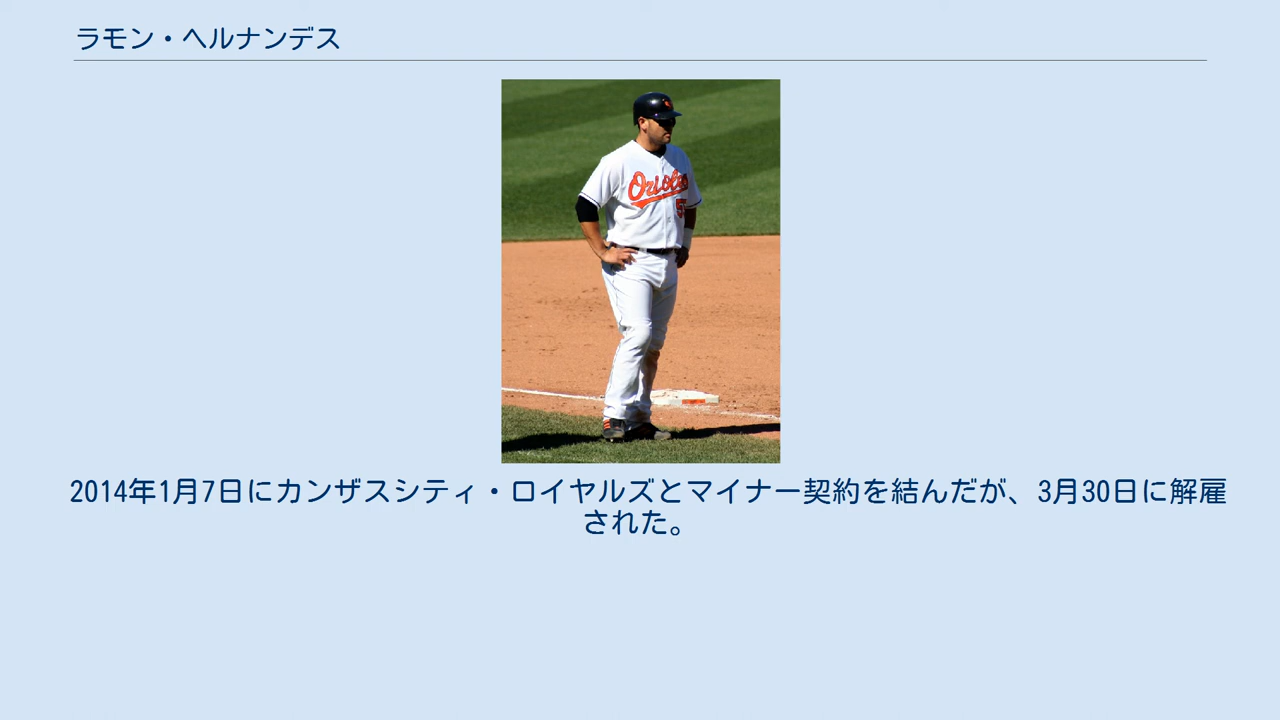 ラモン・ヘルナンデス
Orioles
2014年1月7日にカンザスシティ・ロイヤルズとマイナー契約を結んだが、3月30日に解雇
された。